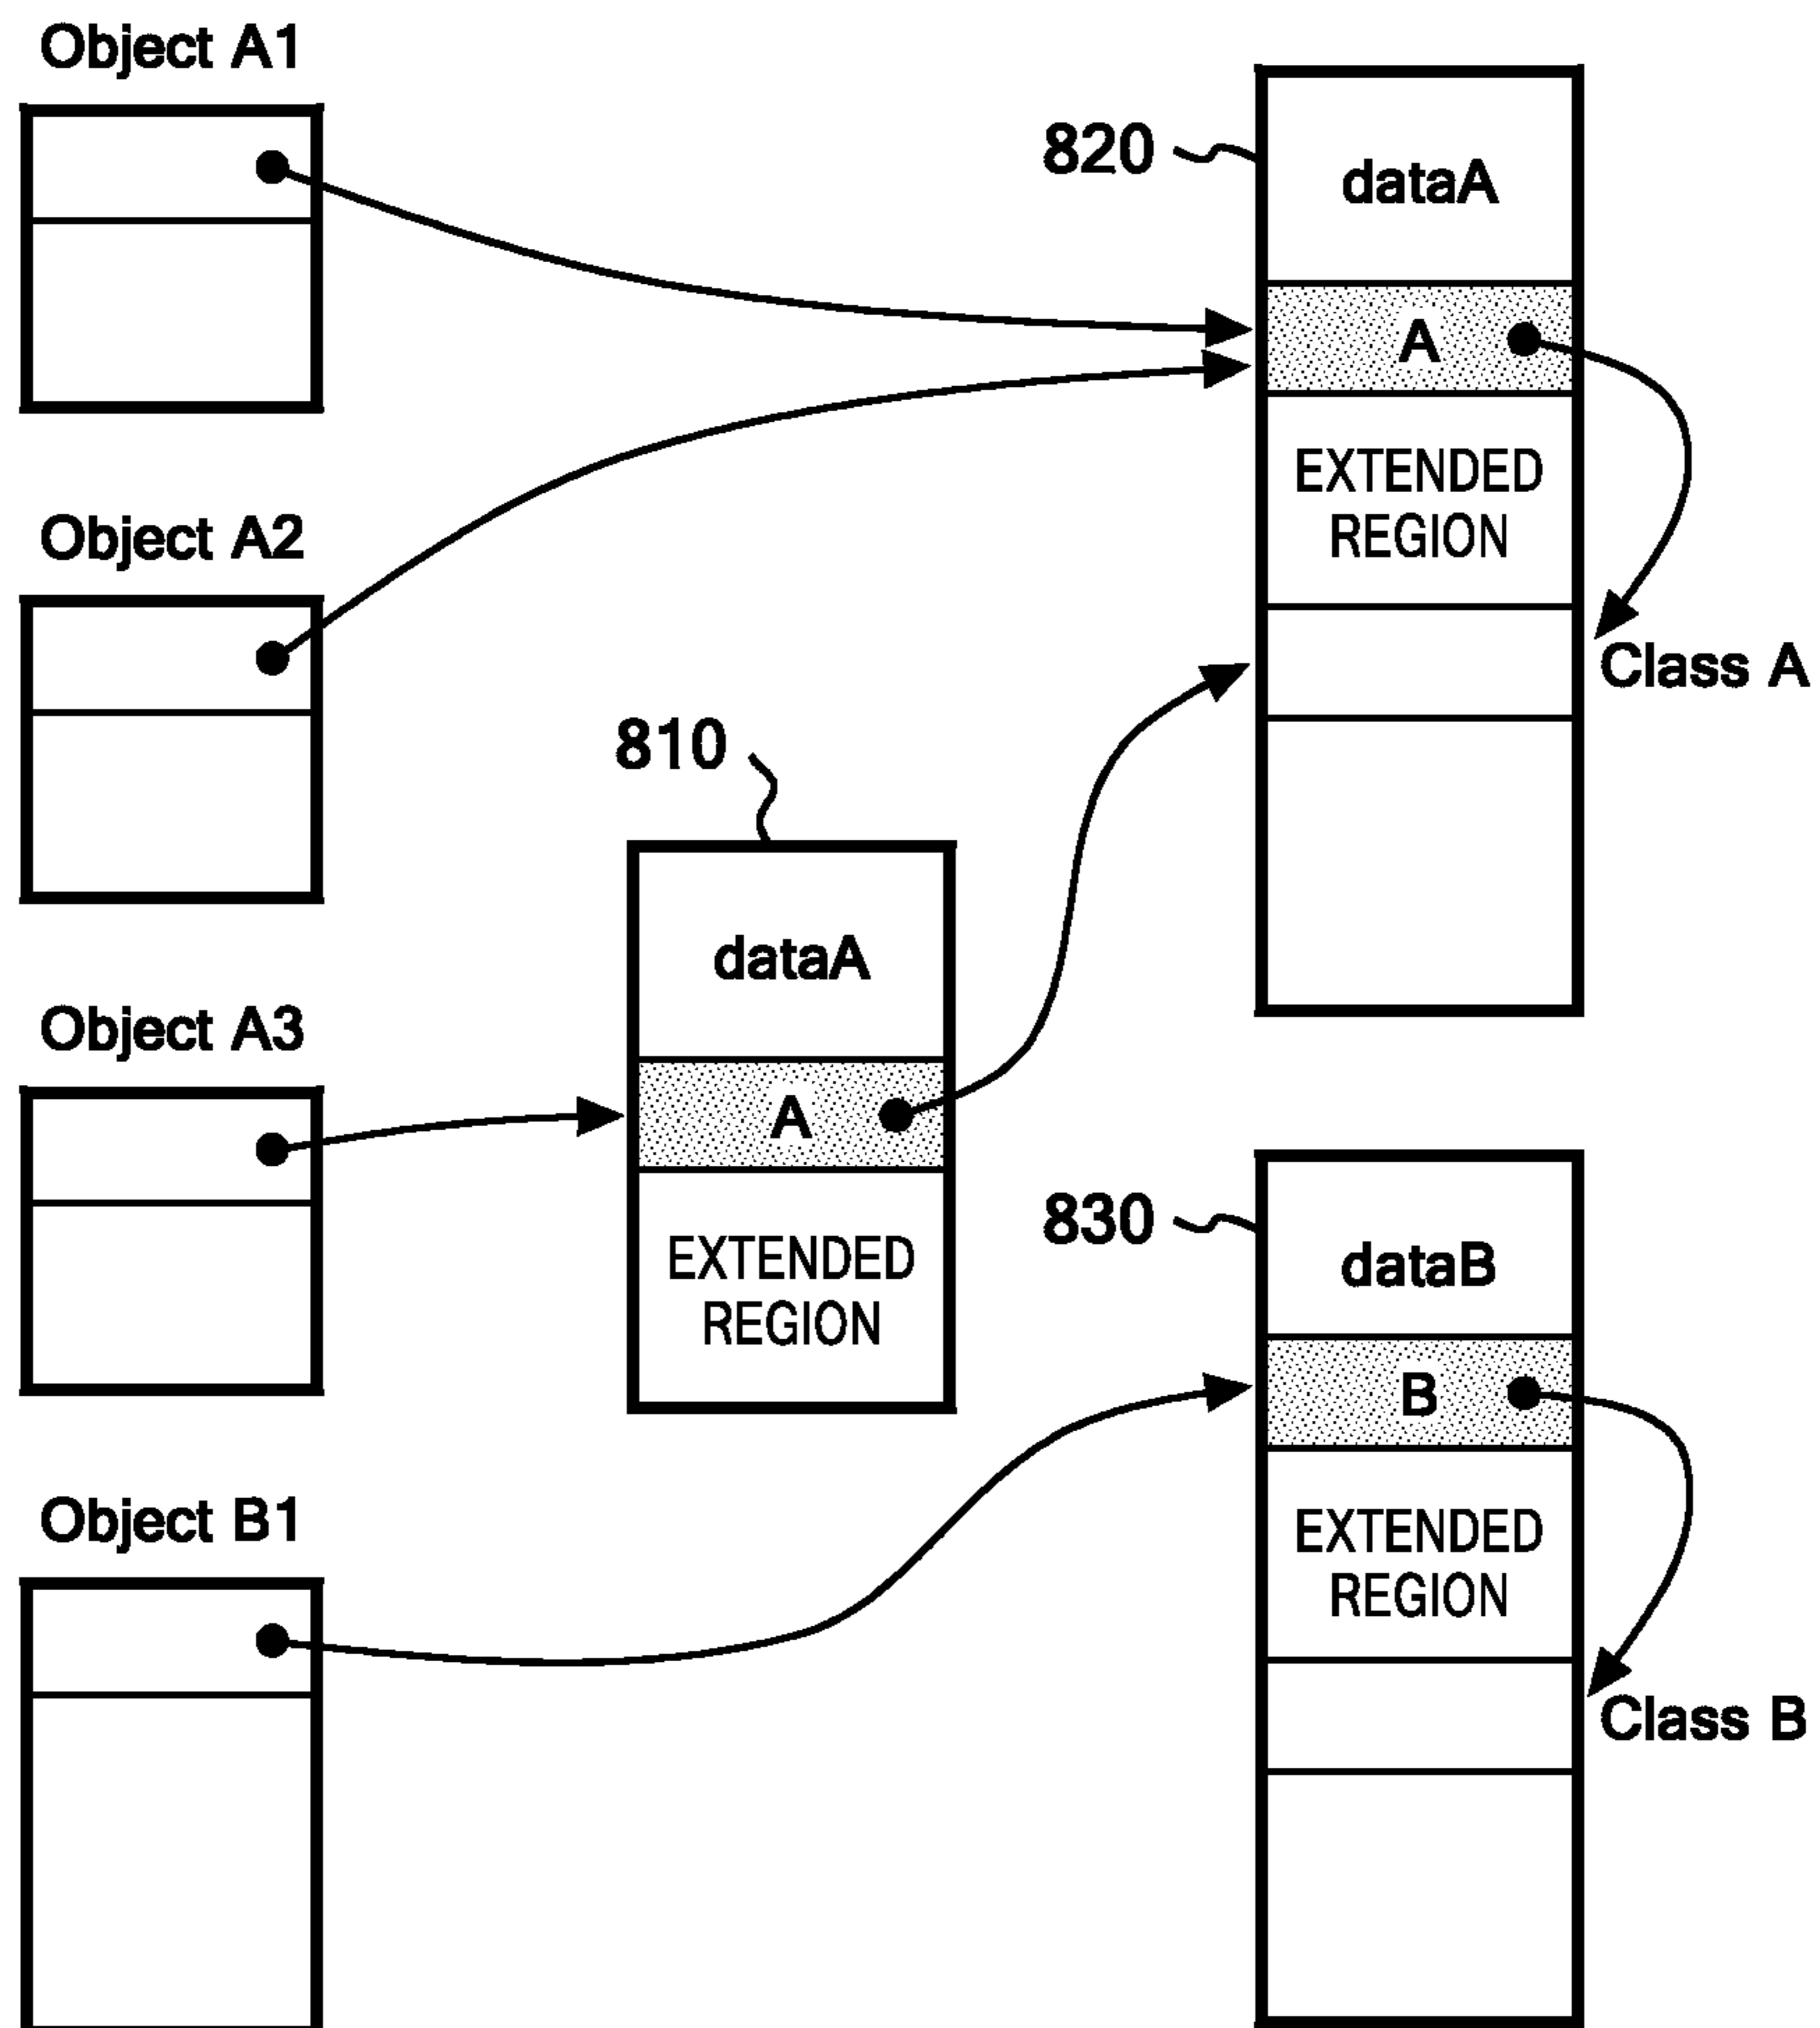 Object A1
820
dataA
A
EXTENDED
REGION
Class A
Object A2
810
dataA
A
EXTENDED
REGION
Object A3
830
dataB
B
EXTENDED
REGION
Class B
Object B1